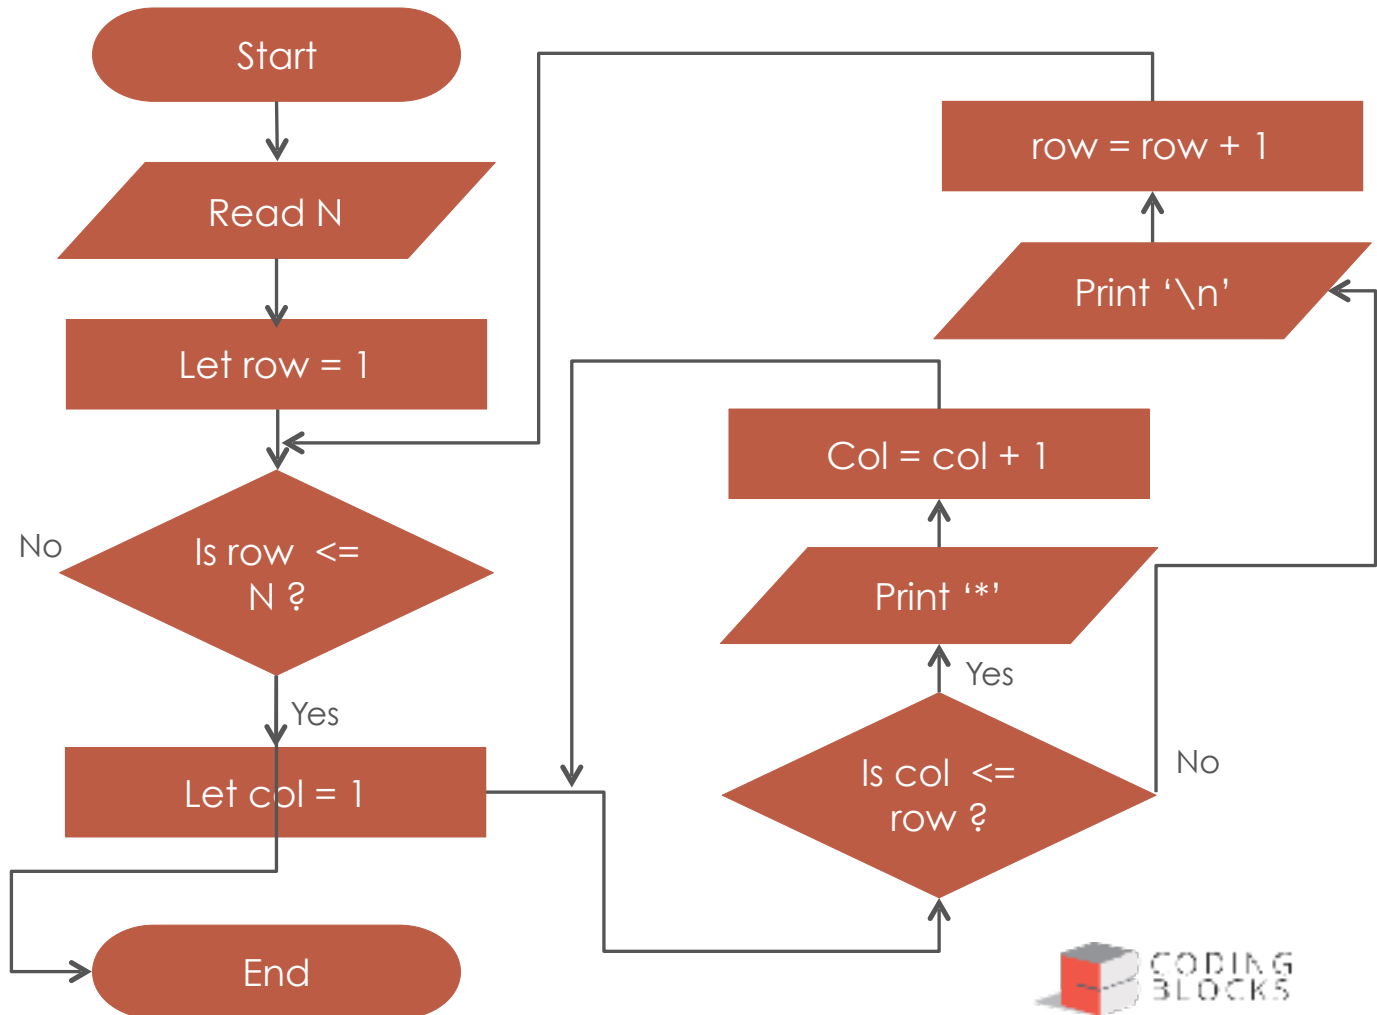 Start
Read N
Let row = 1
No
Is row <=
N ?
Yes
Let col = 1
End
row = row + 1
Print ‘\n’
Col = col + 1
Print ‘*’
Yes
Is col <=
row ?
No
CODING
BLOCKS